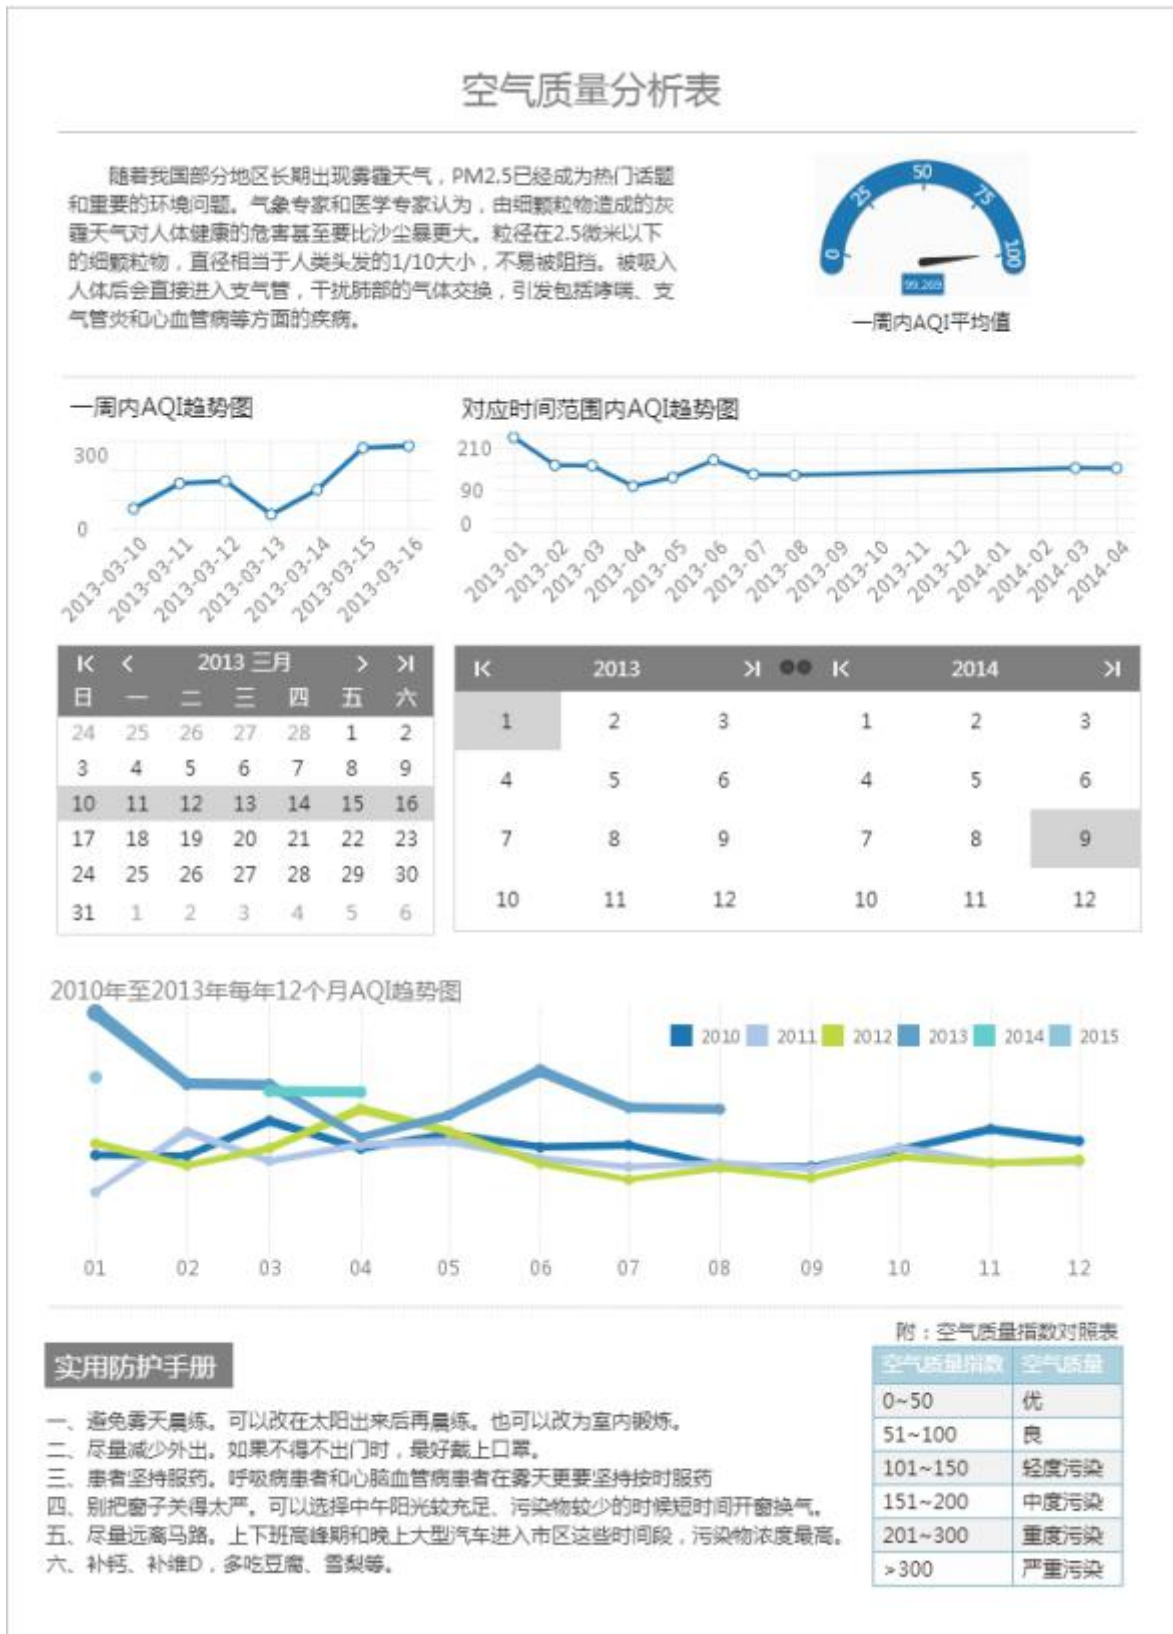 空气质量分析表
随着我国部分地区长期出现雾霾天气，PM2.5已经成为热门话题
和重要的环境问题。气象专家和医学专家认为，由细颗粒物造成的灰
霾天气对人体健康的危害甚至要比沙尘暴更大。粒径在2.5微米以下
的细颗粒物，直径相当于人类头发的1/10大小，不易被阻挡。被吸入
人体后会直接进入支气管，干扰肺部的气体交换，引发包括哮喘、支
气管炎和心血管病等方面的疾病。
0 25 50 75 100
99.269
一周内AQI平均值
一周内AQI趋势图
300
0
2013-03-10 2013-03-11 2013-03-12 2013-03-13 2013-03-14 2013-03-15 2013-03-16
对应时间范围内AQI趋势图
210
90
0
2013-01 2013-02 2013-03 2013-04 2013-05 2013-06 2013-07 2013-08 2013-09 2013-10 2013-11 2013-12 2014-01 2014-02 2014-03 2014-04
2013 三月
日 一 二 三 四 五 六
24 25 26 27 28 1 2
3 4 5 6 7 8 9
10 11 12 13 14 15 16
17 18 19 20 21 22 23
24 25 26 27 28 29 30
31 1 2 3 4 5 6
2013 2014
1 2 3 1 2 3
4 5 6 4 5 6
7 8 9 7 8 9
10 11 12 10 11 12
2010年至2013年每年12个月AQI趋势图
2010 2011 2012 2013 2014 2015
01 02 03 04 05 06 07 08 09 10 11 12
实用防护手册
一、避免雾天晨练。可以改在太阳出来后再晨练。也可以改为室内锻炼。
二、尽量减少外出。如果不得不出门时，最好戴上口罩。
三、患者坚持服药。呼吸病患者和心脑血管病患者在雾天更要坚持按时服药
四、别把窗子关得太严。可以选择中午阳光较充足、污染物较少的时候短时间开窗换气。
五、尽量远离马路。上下班高峰期和晚上大型汽车进入市区这些时间段，污染物浓度最高。
六、补钙、补维D，多吃豆腐、雪梨等。
附：空气质量指数对照表
空气质量指数 空气质量
0~50 优
51~100 良
101~150 轻度污染
151~200 中度污染
201~300 重度污染
>300 严重污染